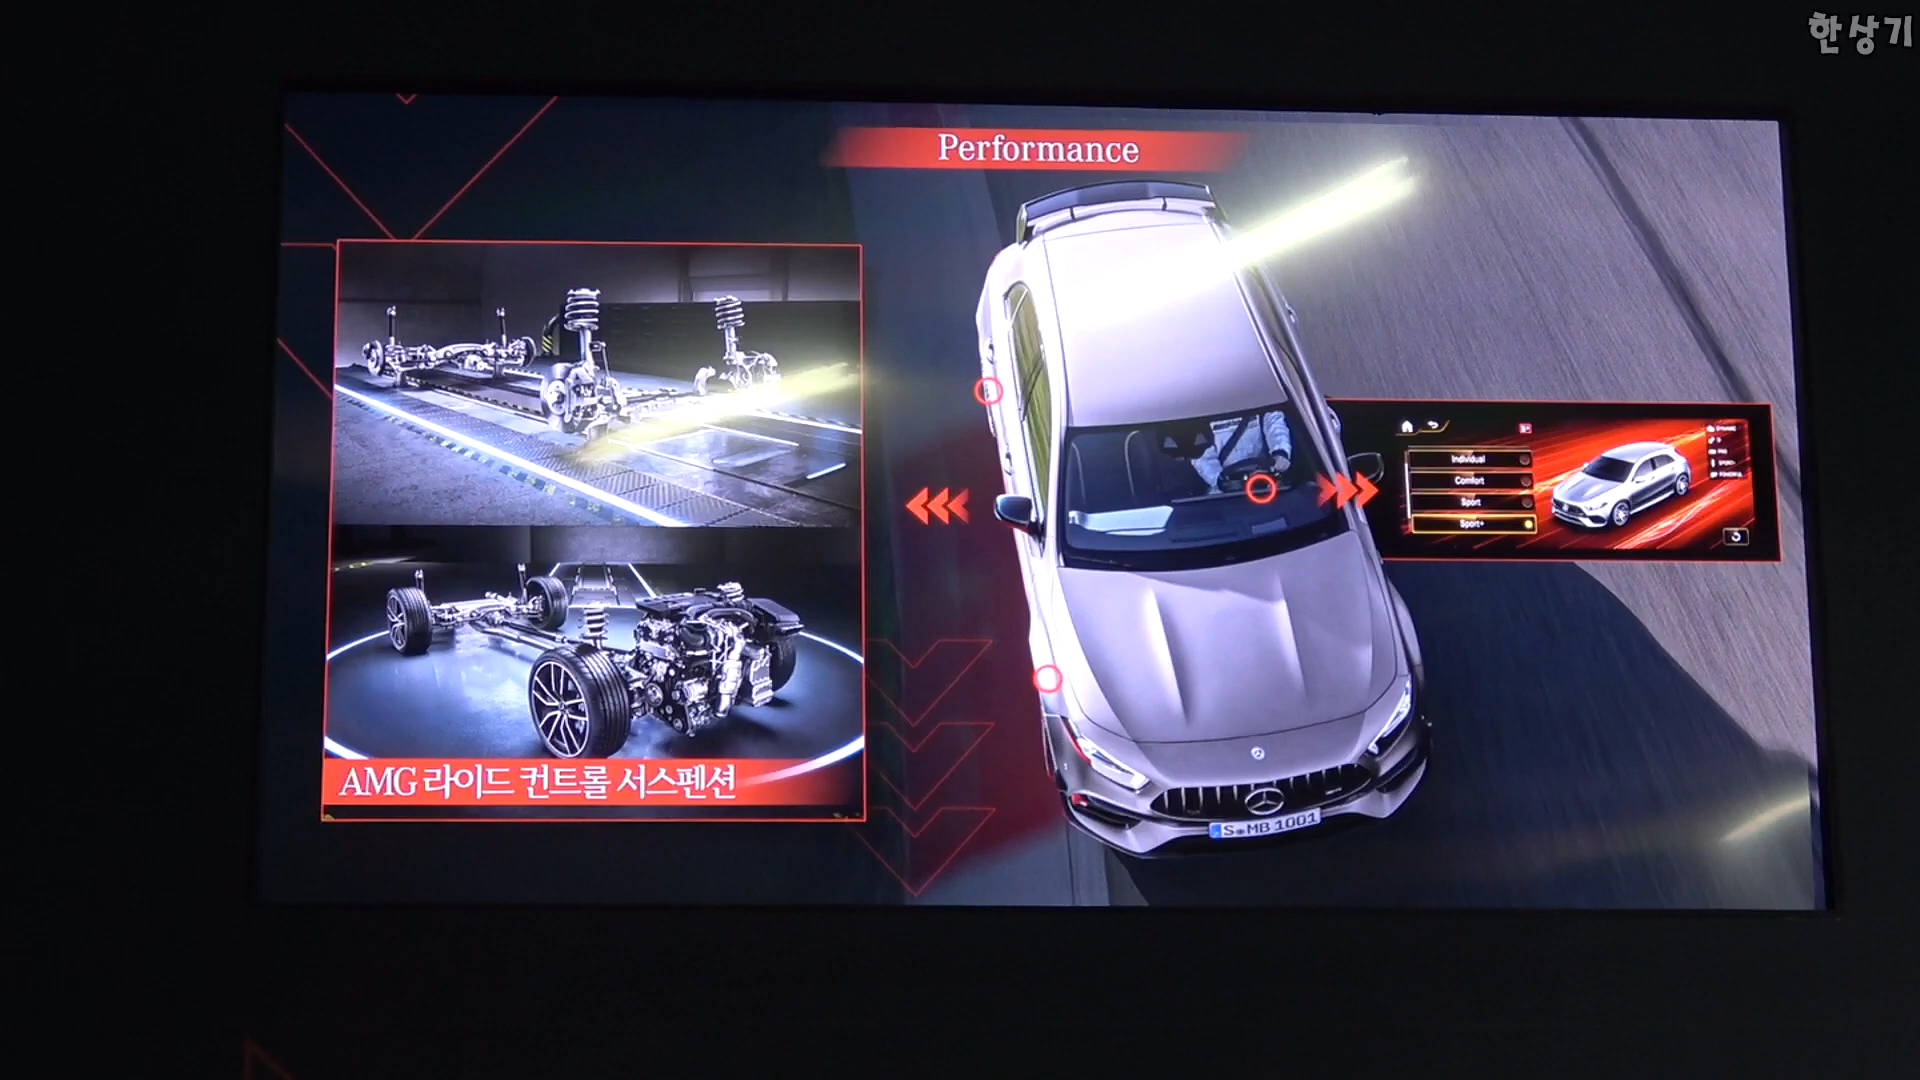 한상기
Performance
Individual
Comfort
Sport
Sport+
AMG 라이드 컨트롤 서스펜션
S MB 1001